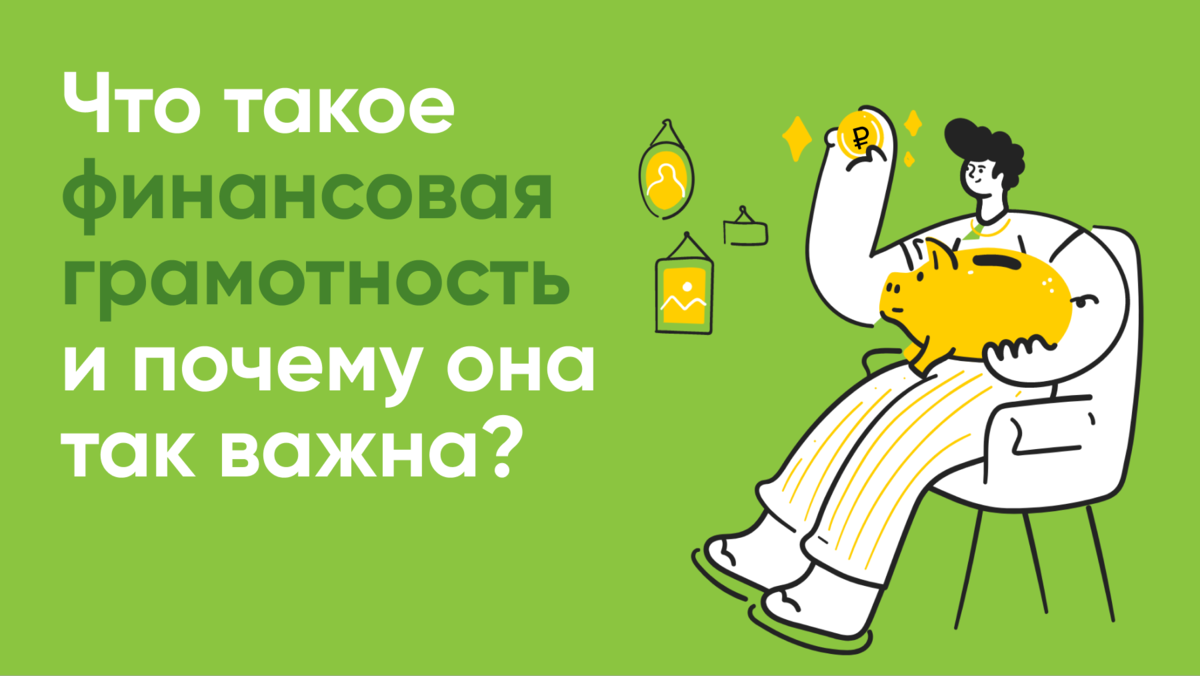 Что такое
финансовая
грамотность
и почему она
так важна?
₽